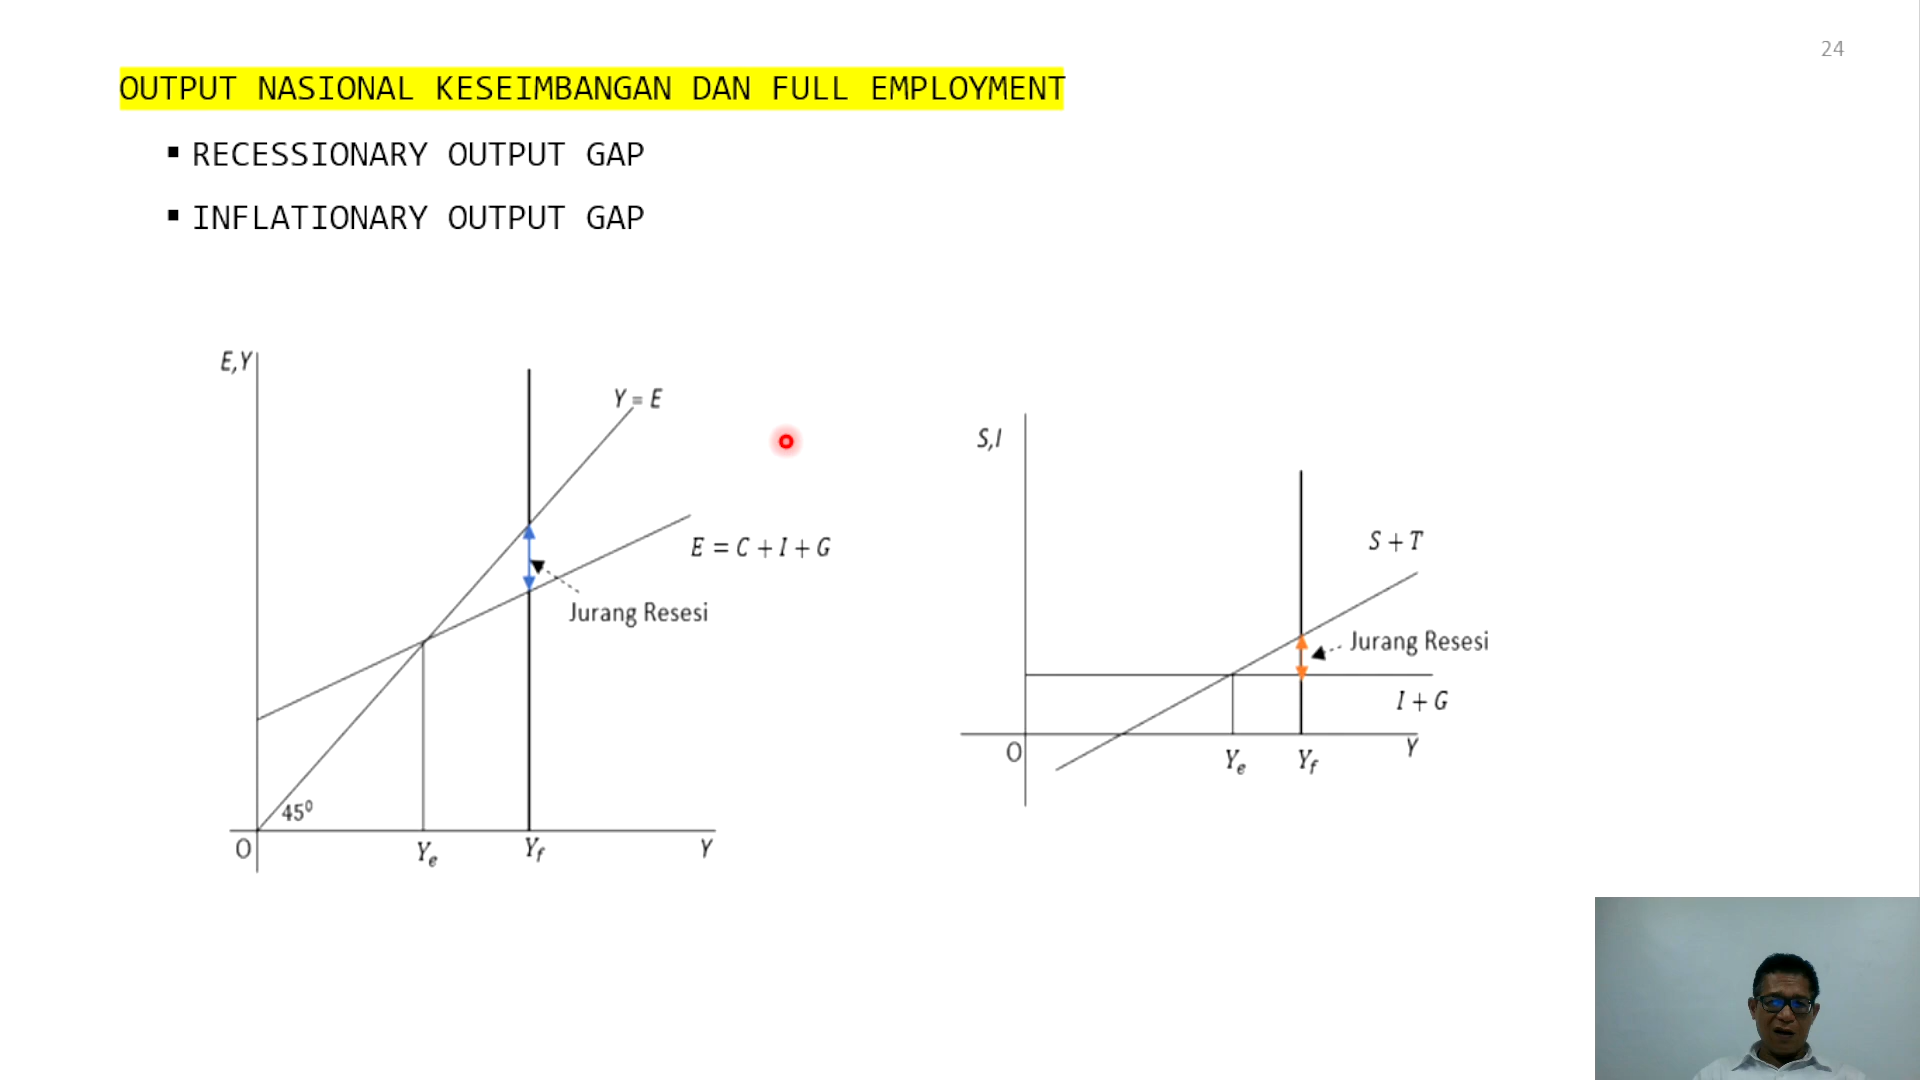 24
OUTPUT NASIONAL KESEIMBANGAN DAN FULL EMPLOYMENT
▪ RECESSIONARY OUTPUT GAP
▪ INFLATIONARY OUTPUT GAP
E,Y
Y = E
E = C + I + G
Jurang Resesi
45⁰
O
Yₑ
Y_f
Y
S,I
S + T
Jurang Resesi
I + G
O
Yₑ
Y_f
Y